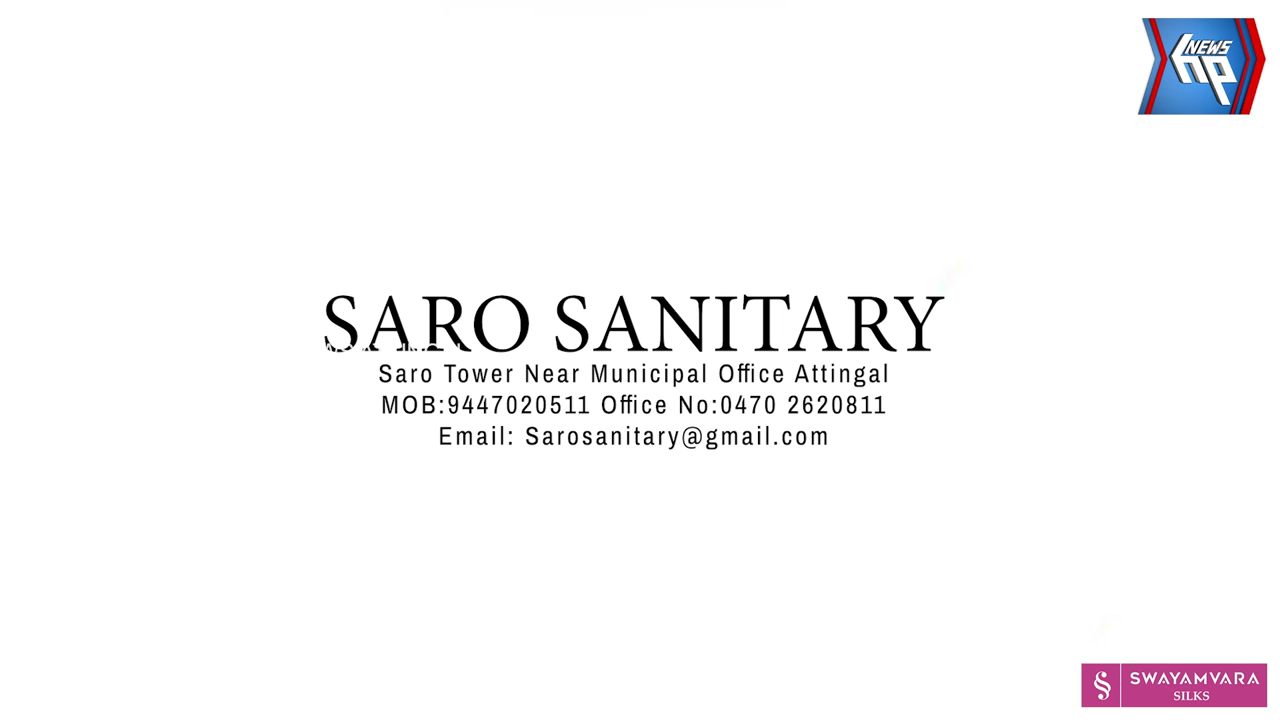 NEWS
SARO SANITARY
Saro Tower Near Municipal Office Attingal
MOB:9447020511 Office No:0470 2620811
Email: Sarosanitary@gmail.com
SWAYAMVARA
SILKS